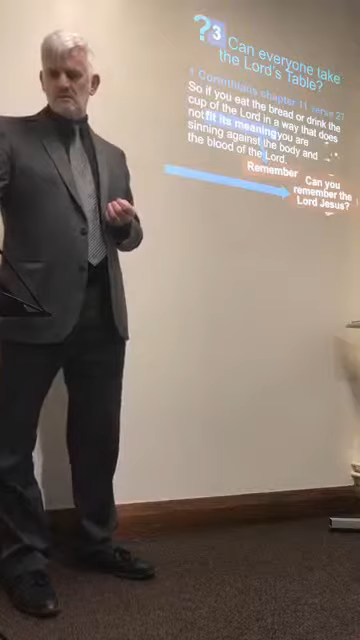 ?3
Can everyone take
the Lord's Table?
1 Corinthians chapter 11 verse 27
So if you eat the bread or drink the
cup of the Lord in a way that does
not fit its meaning you are
sinning against the body and
the blood of the Lord.
Remember
Can you
remember the
Lord Jesus?